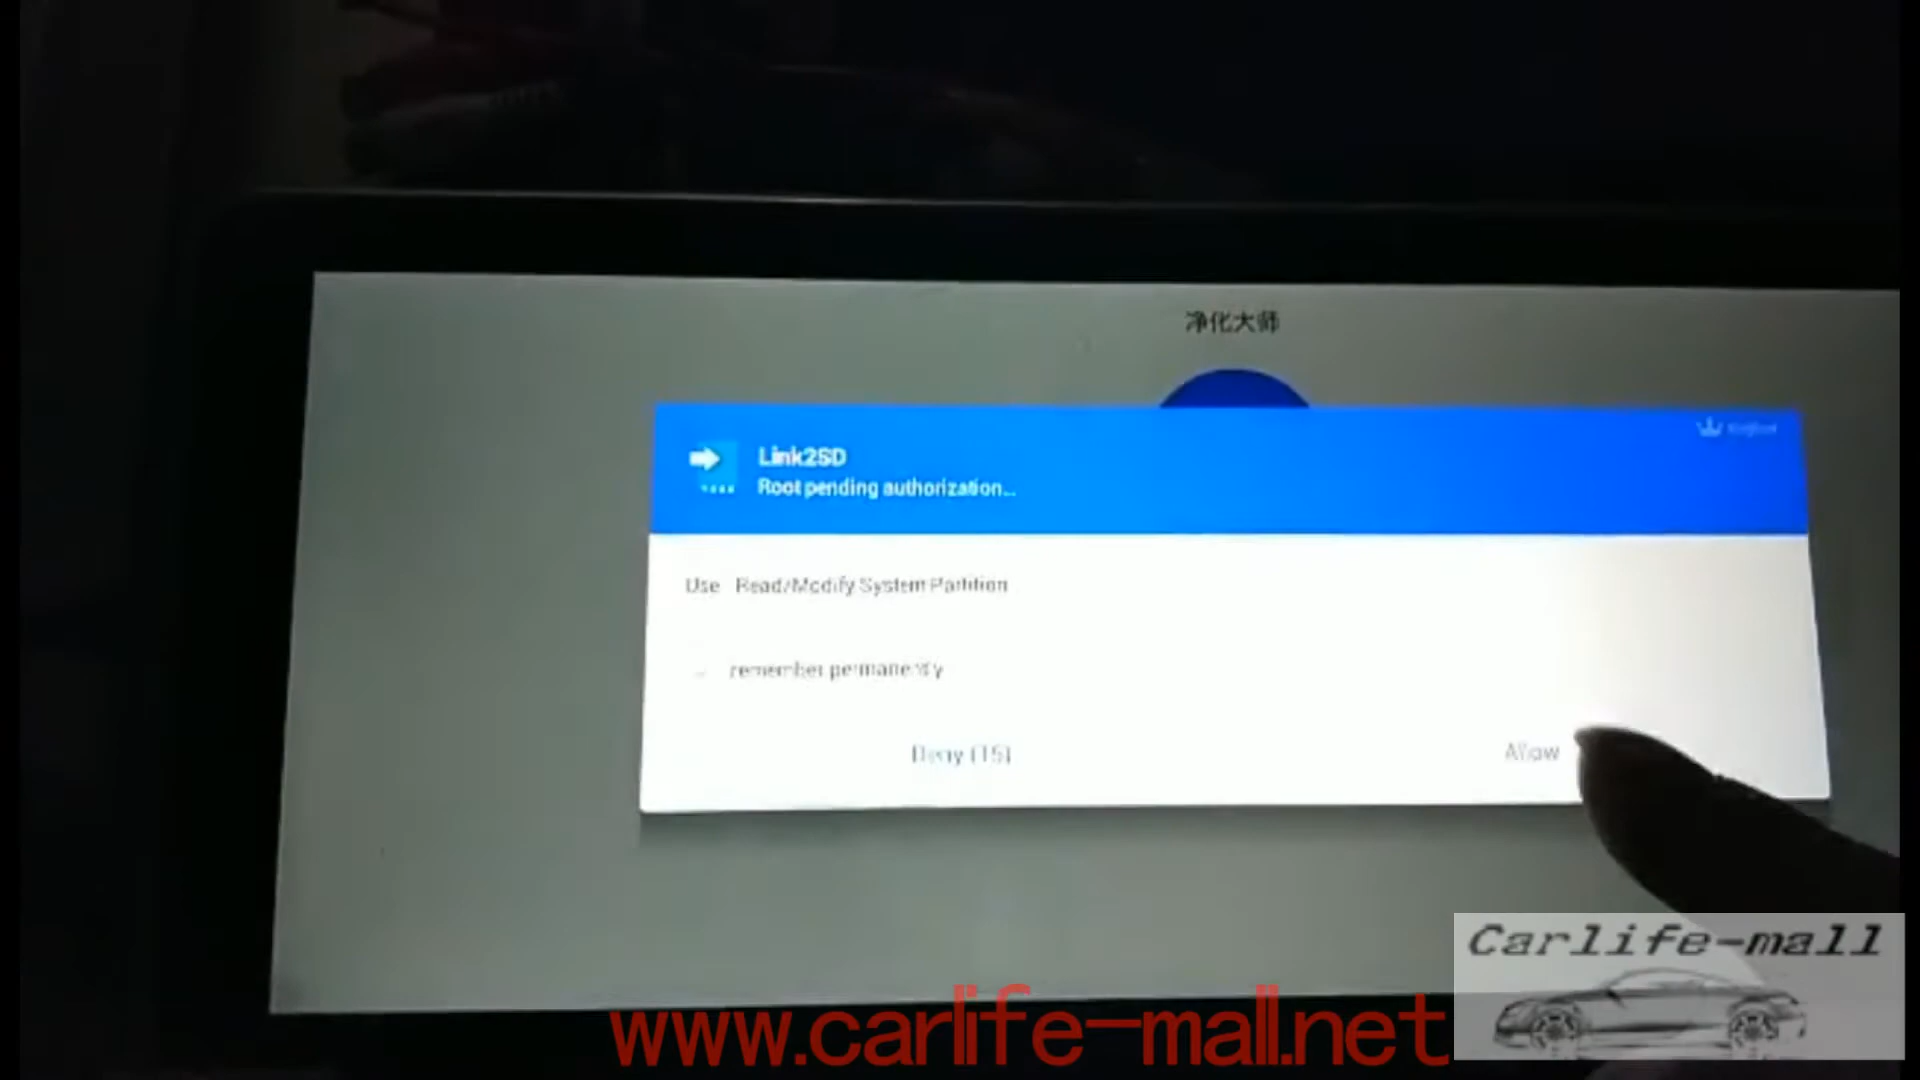 净化大师
Link2SD
Root pending authorization...
Use Read/Modify System Partition
remember permanently
Deny (15)
Allow
Carlife-mall
www.carlife-mall.net